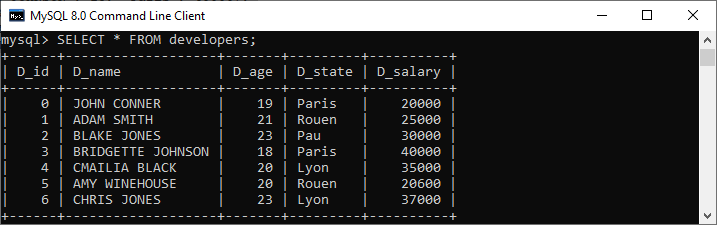 MySQL 8.0 Command Line Client
mysql> SELECT * FROM developers;
+------+-------------------+-------+---------+----------+
| D_id | D_name            | D_age | D_state | D_salary |
+------+-------------------+-------+---------+----------+
|    0 | JOHN CONNER       |    19 | Paris   |    20000 |
|    1 | ADAM SMITH        |    21 | Rouen   |    25000 |
|    2 | BLAKE JONES       |    23 | Pau     |    30000 |
|    3 | BRIDGETTE JOHNSON |    18 | Paris   |    40000 |
|    4 | CMAILIA BLACK     |    20 | Lyon    |    35000 |
|    5 | AMY WINEHOUSE     |    20 | Rouen   |    20600 |
|    6 | CHRIS JONES       |    23 | Lyon    |    37000 |
+------+-------------------+-------+---------+----------+